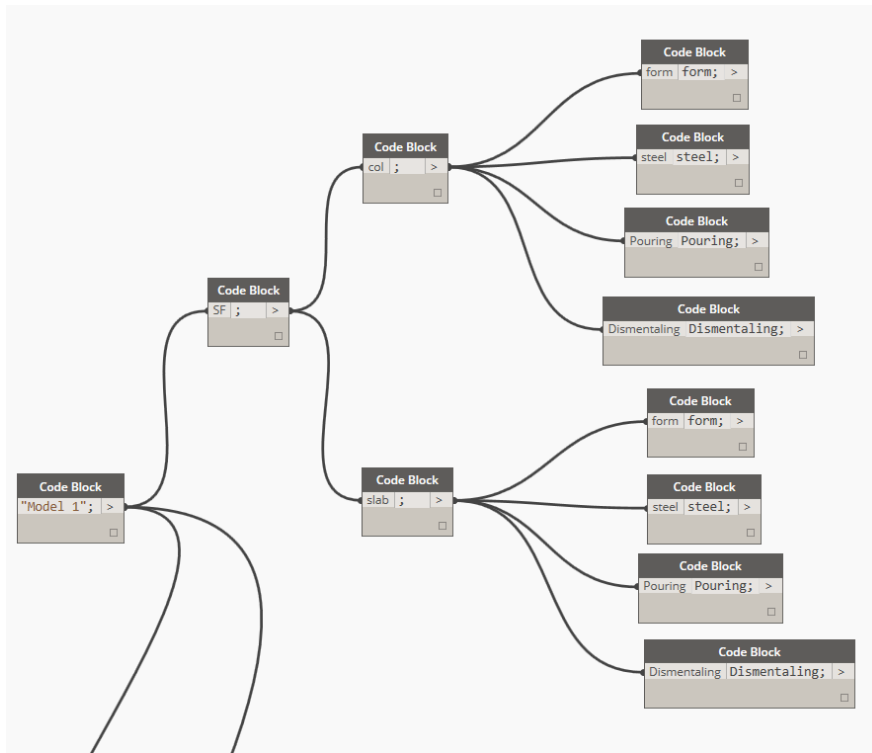 Code Block
form form; >
Code Block
steel steel; >
Code Block
col ; >
Code Block
Pouring Pouring; >
Code Block
SF ; >
Code Block
Dismentaling Dismentaling; >
Code Block
form form; >
Code Block
slab ; >
Code Block
"Model 1"; >
Code Block
steel steel; >
Code Block
Pouring Pouring; >
Code Block
Dismentaling Dismentaling; >